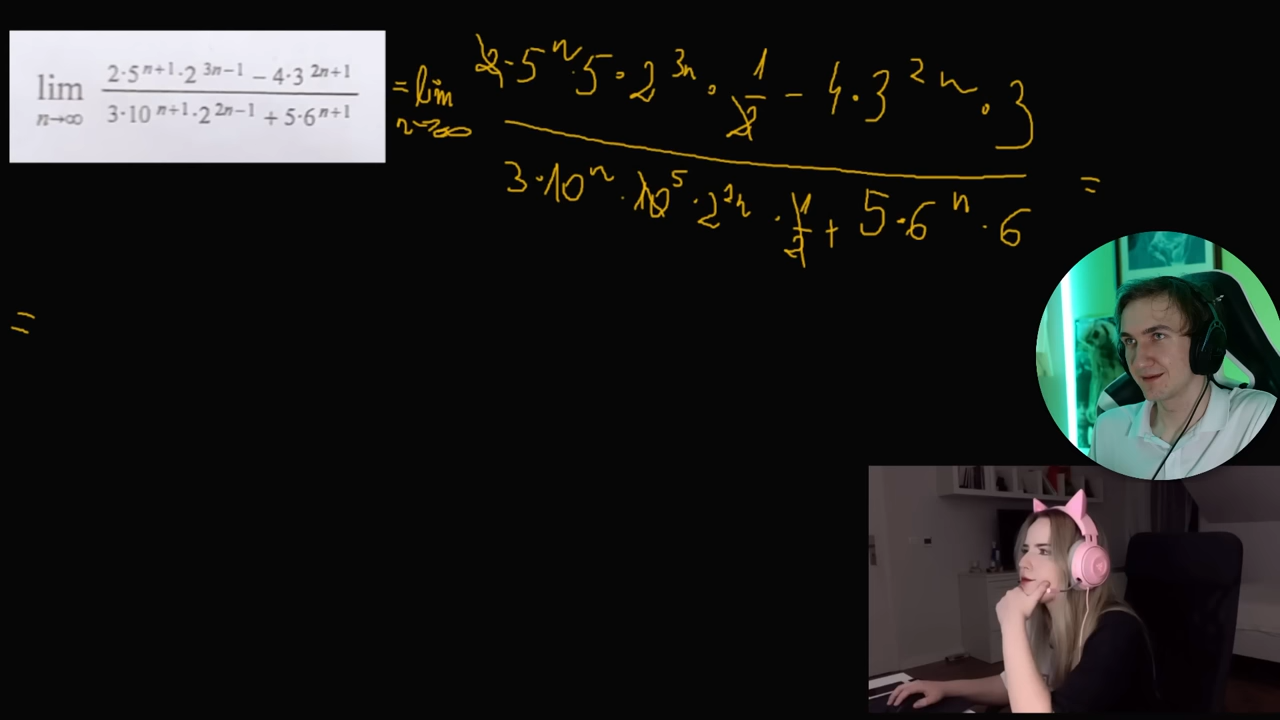 lim n→∞ 2·5^{n+1}·2^{3n−1} − 4·3^{2n+1} / 3·10^{n+1}·2^{2n−1} + 5·6^{n+1}
= lim n→∞ 2·5^n·5·2^{3n}·1/2 − 4·3^{2n}·3 / 3·10^n·10 5·2^{2n}·1/2 + 5·6^n·6 =
=